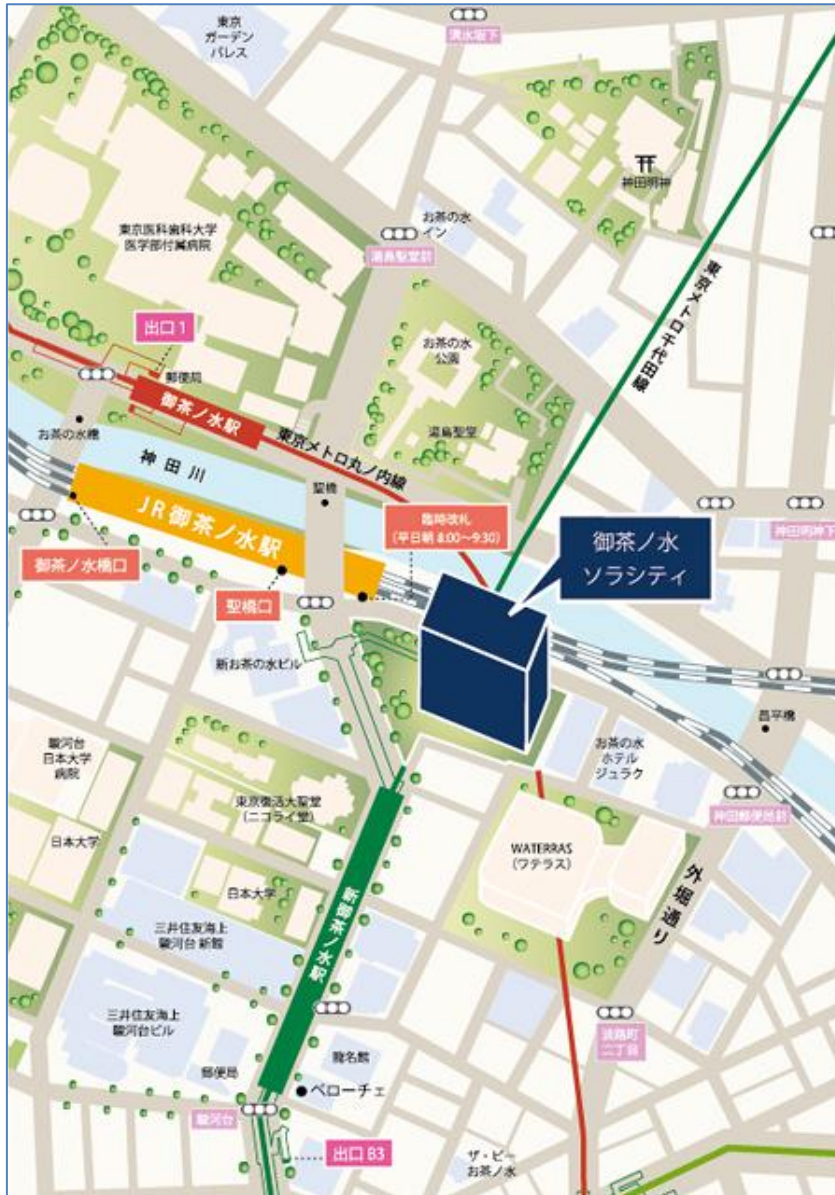 東京
ガーデン
パレス
清水坂下
神田明神
東京医科歯科大学
医学部付属病院
お茶の水
イン
湯島聖堂前
東京メトロ千代田線
出口1
郵便局
お茶の水
公園
御茶ノ水駅
湯島聖堂
お茶の水橋
東京メトロ丸ノ内線
神田川
聖橋
JR御茶ノ水駅
臨時改札
(平日朝 8:00〜9:30)
神田明神下
御茶ノ水
ソラシティ
御茶ノ水橋口
聖橋口
新お茶の水ビル
昌平橋
駿河台
日本大学
病院
お茶の水
ホテル
ジュラク
東京復活大聖堂
(ニコライ堂)
神田郵便局前
日本大学
WATERRAS
(ワテラス)
外堀通り
日本大学
新御茶ノ水駅
三井住友海上
駿河台 新館
三井住友海上
駿河台ビル
淡路町
二丁目
龍名館
郵便局
ベローチェ
駿河台
出口 B3
ザ・ビー
お茶ノ水